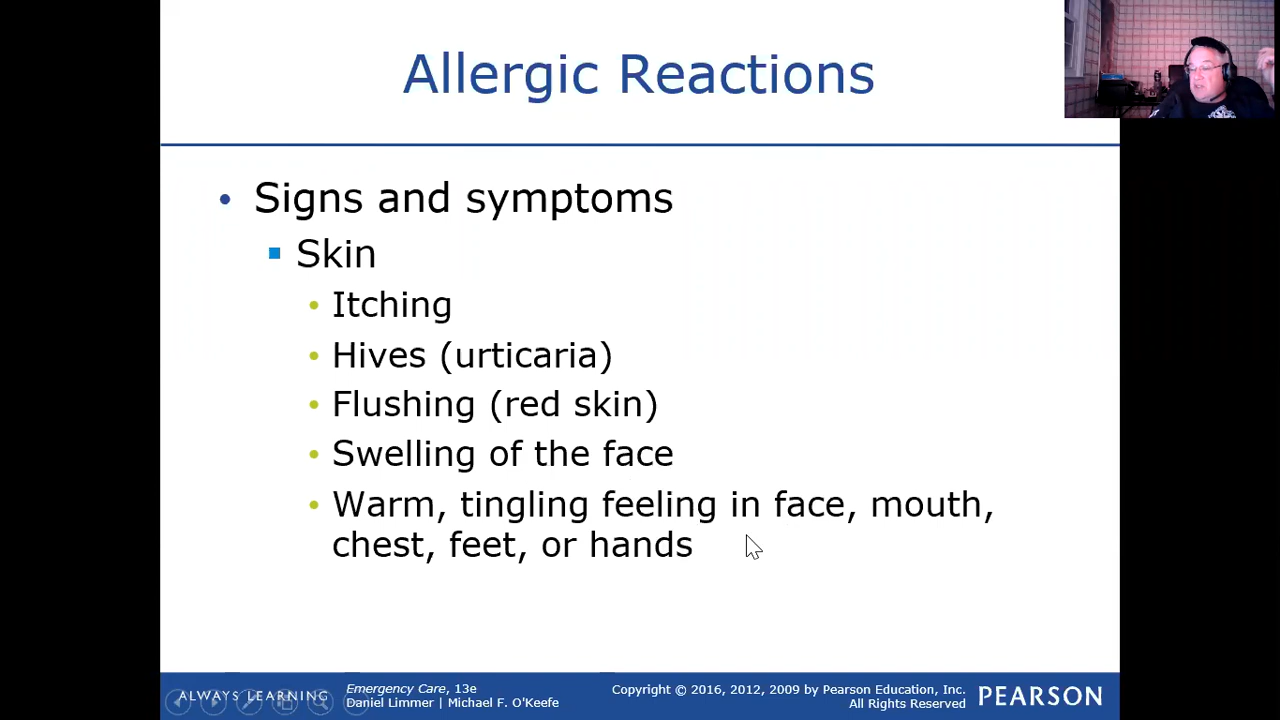 Allergic Reactions
• Signs and symptoms
▪ Skin
• Itching
• Hives (urticaria)
• Flushing (red skin)
• Swelling of the face
• Warm, tingling feeling in face, mouth,
chest, feet, or hands
ALWAYS LEARNING
Emergency Care, 13e
Daniel Limmer | Michael F. O'Keefe
Copyright © 2016, 2012, 2009 by Pearson Education, Inc.
All Rights Reserved
PEARSON